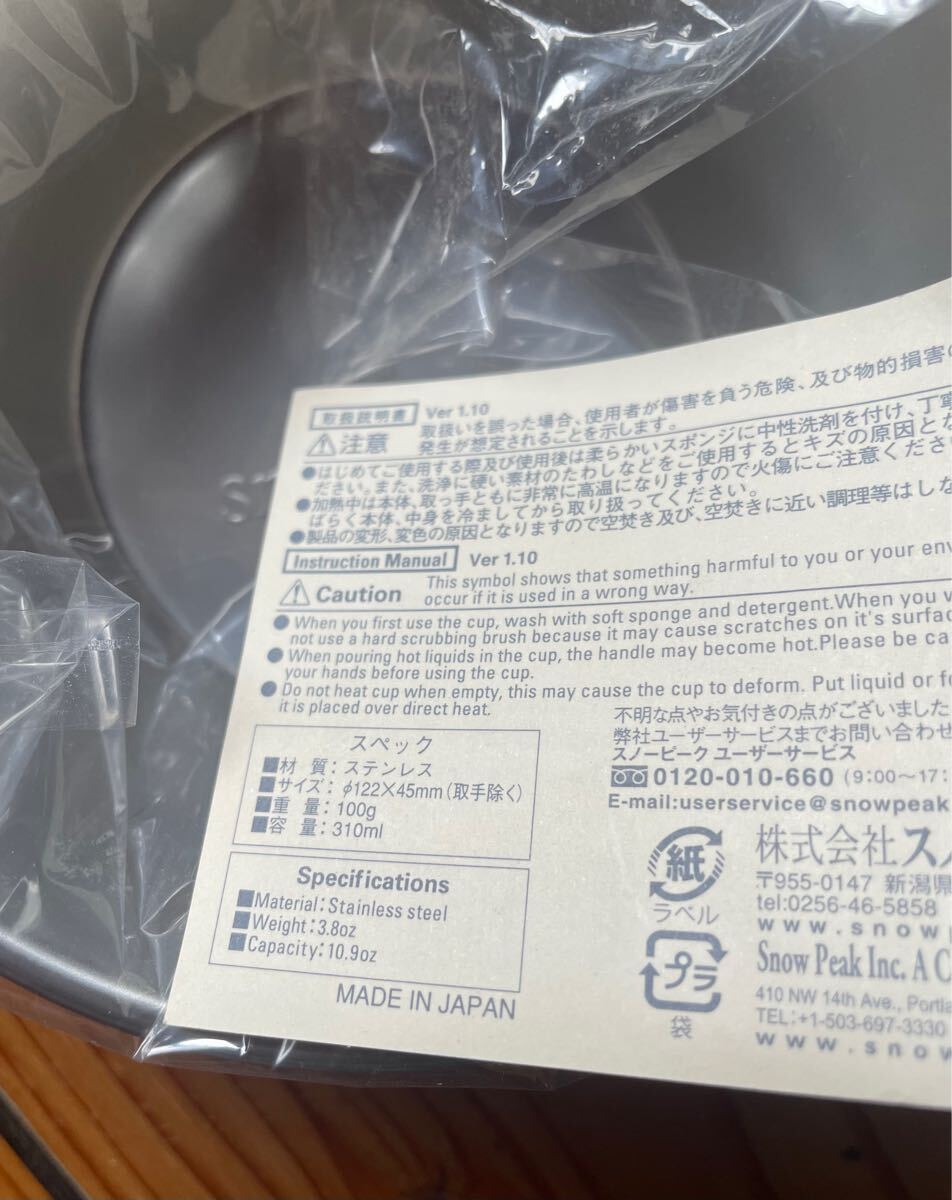 取扱説明書 Ver 1.10
注意 取扱いを誤った場合、使用者が傷害を負う危険、及び物的損害の
発生が想定されることを示します。
●はじめてご使用する際及び使用後は柔らかいスポンジに中性洗剤を付け、丁寧
ださい。また、洗浄に硬い素材のたわしなどをご使用するとキズの原因とな
●加熱中は本体、取っ手ともに非常に高温になりますので火傷にご注意くださ
ばらく本体、中身を冷ましてから取り扱ってください。
●製品の変形、変色の原因となりますので空焚き及び、空焚きに近い調理等はしな
Instruction Manual Ver 1.10
Caution This symbol shows that something harmful to you or your env
occur if it is used in a wrong way.
● When you first use the cup, wash with soft sponge and detergent.When you v
not use a hard scrubbing brush because it may cause scratches on it's surfa
● When pouring hot liquids in the cup, the handle may become hot.Please be ca
your hands before using the cup.
● Do not heat cup when empty, this may cause the cup to deform. Put liquid or fo
it is placed over direct heat.
スペック
■材 質：ステンレス
■サイズ：φ122×45mm（取手除く）
■重 量：100g
■容 量：310ml
Specifications
■Material:Stainless steel
■Weight:3.8oz
■Capacity:10.9oz
MADE IN JAPAN
不明な点やお気付きの点がございました
弊社ユーザーサービスまでお問い合わせ
スノーピーク ユーザーサービス
0120-010-660（9:00〜17:
E-mail:userservice@snowpeak
紙
ラベル
プラ
袋
株式会社スノ
〒955-0147 新潟県
tel:0256-46-5858
www.snow
Snow Peak Inc. A C
410 NW 14th Ave., Portla
TEL:+1-503-697-3330
www.snow